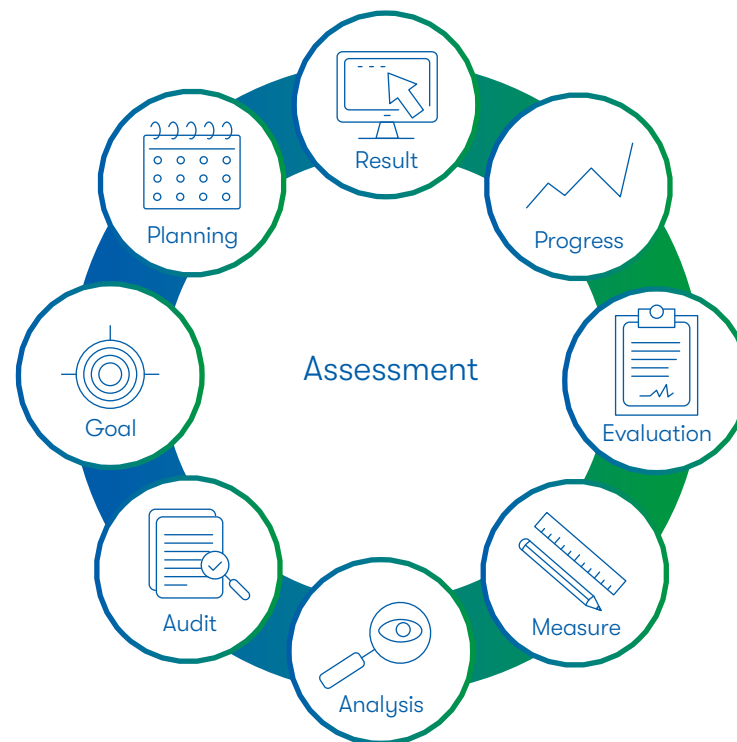 Result
Progress
Evaluation
Measure
Analysis
Audit
Goal
Planning
Assessment